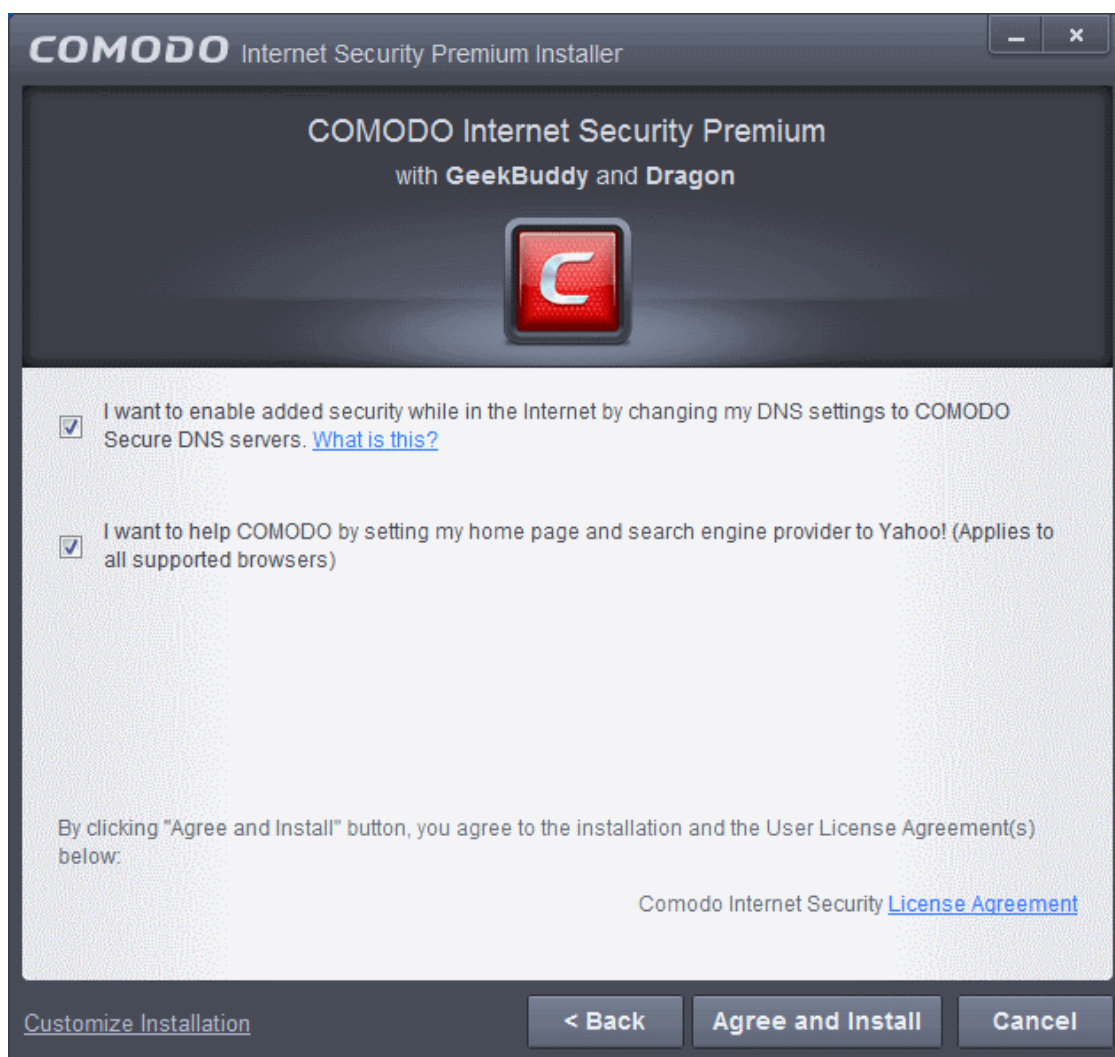 COMODO Internet Security Premium Installer
COMODO Internet Security Premium
with GeekBuddy and Dragon
C
I want to enable added security while in the Internet by changing my DNS settings to COMODO
Secure DNS servers. What is this?
I want to help COMODO by setting my home page and search engine provider to Yahoo! (Applies to
all supported browsers)
By clicking "Agree and Install" button, you agree to the installation and the User License Agreement(s)
below:
Comodo Internet Security License Agreement
Customize Installation
< Back
Agree and Install
Cancel